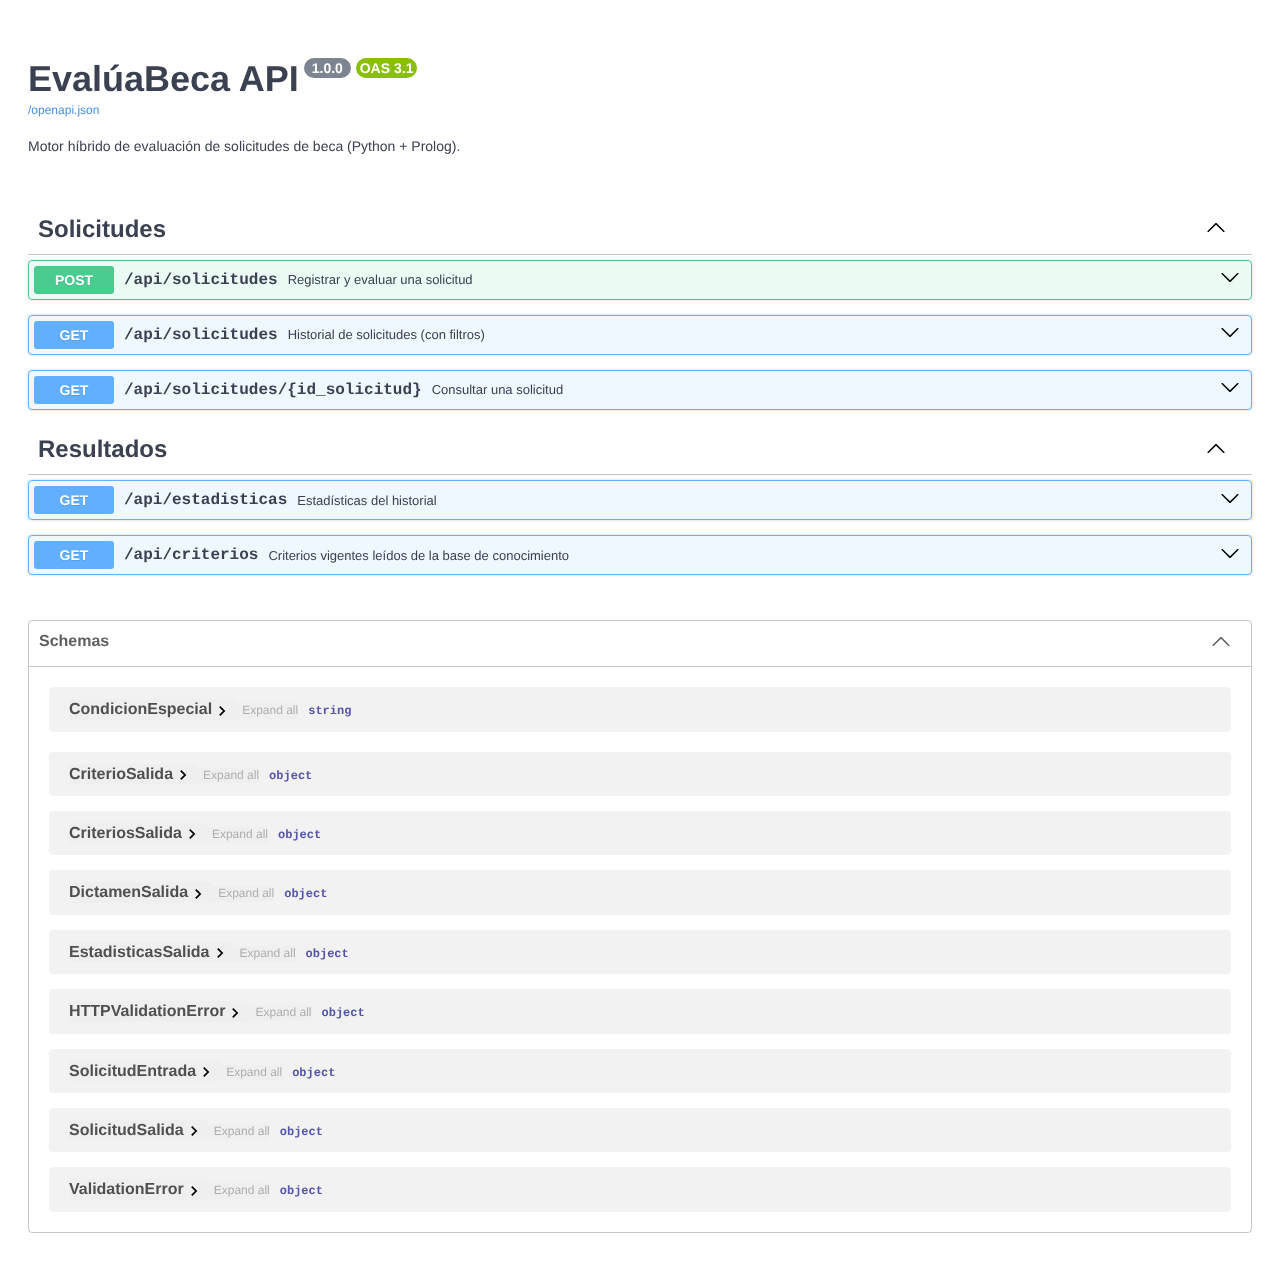 EvalúaBeca API 1.0.0 OAS 3.1
/openapi.json
Motor híbrido de evaluación de solicitudes de beca (Python + Prolog).
Solicitudes
POST /api/solicitudes Registrar y evaluar una solicitud
GET /api/solicitudes Historial de solicitudes (con filtros)
GET /api/solicitudes/{id_solicitud} Consultar una solicitud
Resultados
GET /api/estadisticas Estadísticas del historial
GET /api/criterios Criterios vigentes leídos de la base de conocimiento
Schemas
CondicionEspecial Expand all string
CriterioSalida Expand all object
CriteriosSalida Expand all object
DictamenSalida Expand all object
EstadisticasSalida Expand all object
HTTPValidationError Expand all object
SolicitudEntrada Expand all object
SolicitudSalida Expand all object
ValidationError Expand all object